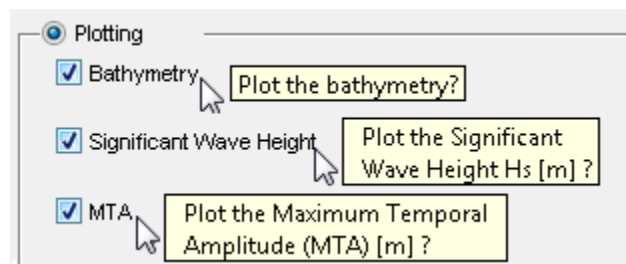 Plotting
Bathymetry
Plot the bathymetry?
Significant Wave Height
Plot the Significant
Wave Height Hs [m] ?
MTA
Plot the Maximum Temporal
Amplitude (MTA) [m] ?